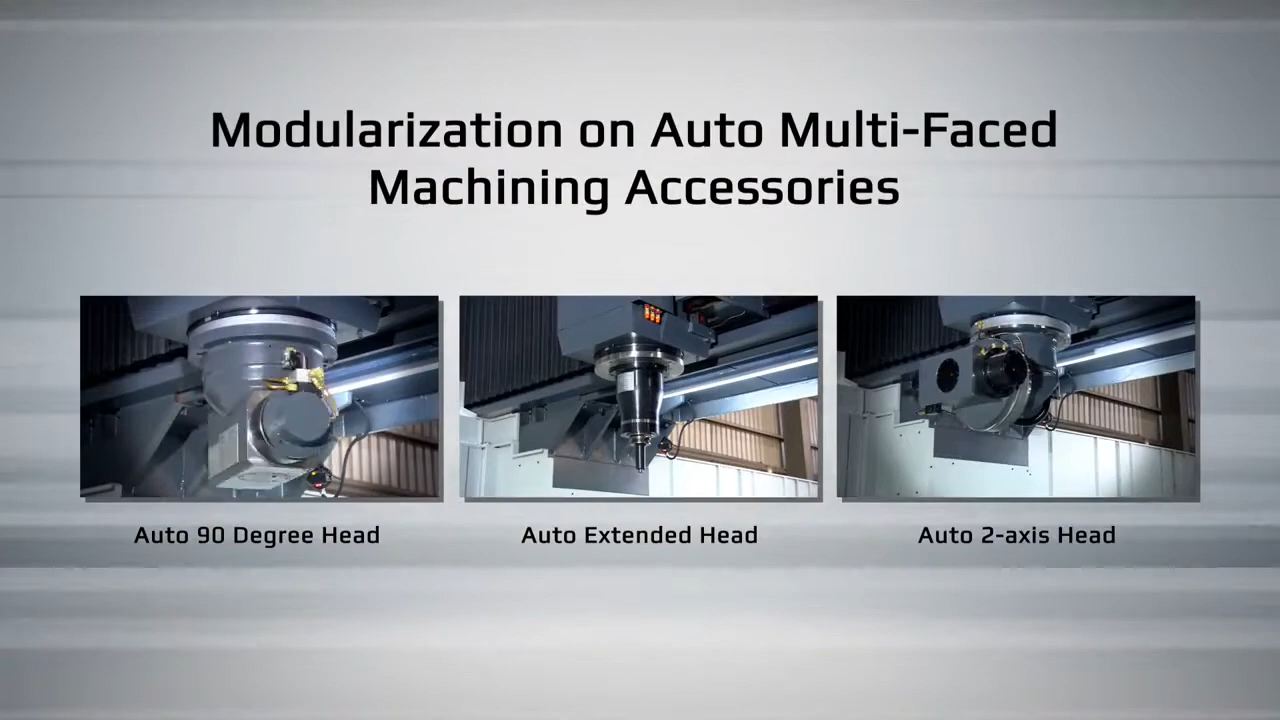 Modularization on Auto Multi-Faced
Machining Accessories
Auto 90 Degree Head
Auto Extended Head
Auto 2-axis Head